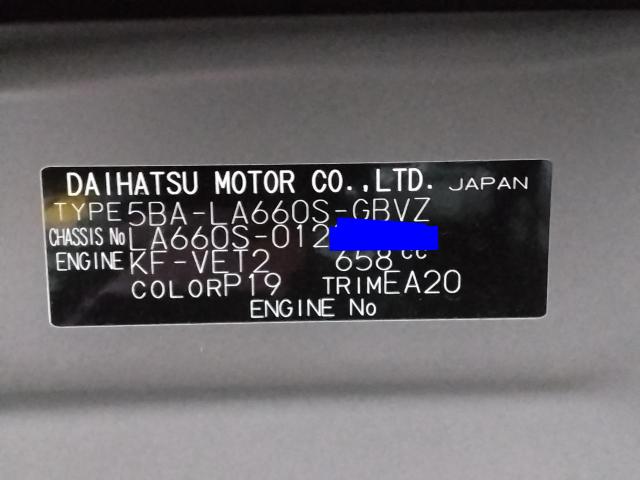 DAIHATSU MOTOR CO.,LTD. JAPAN
TYPE 5BA-LA660S-GBVZ
CHASSIS No LA660S-012
ENGINE KF-VET2 658 cc
COLOR P19 TRIM EA20
ENGINE No